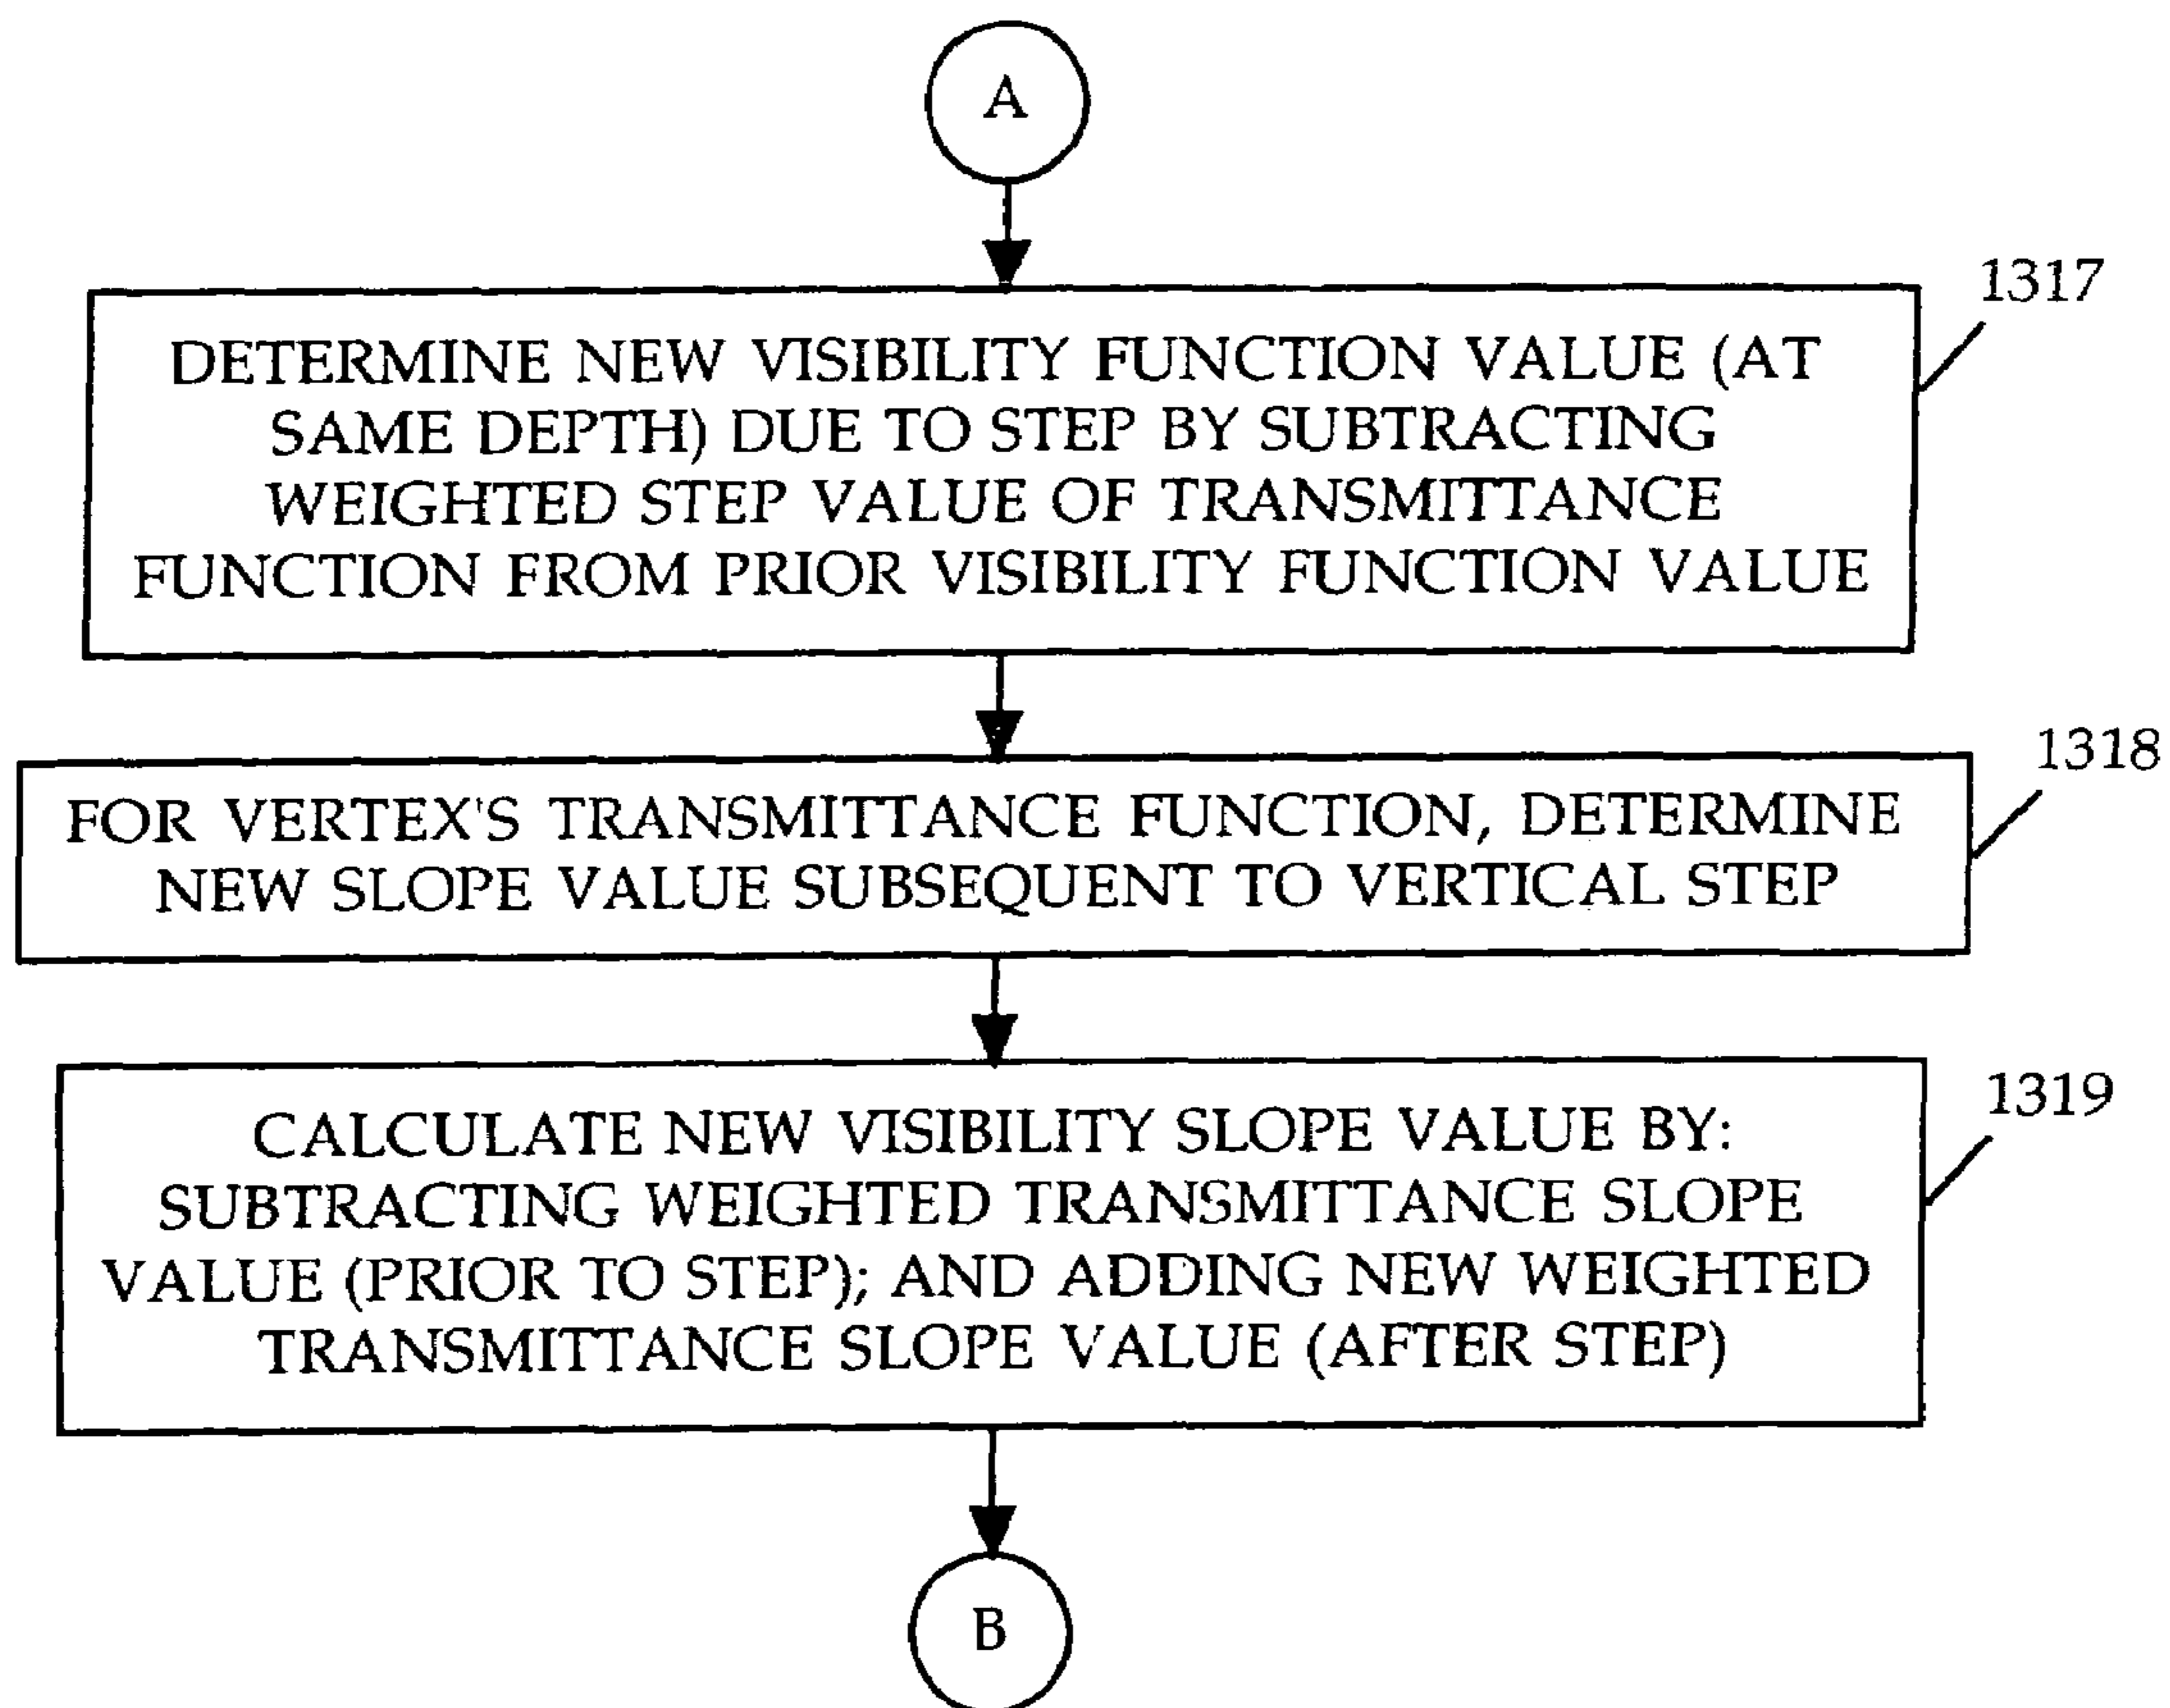 A
1317
DETERMINE NEW VISIBILITY FUNCTION VALUE (AT
SAME DEPTH) DUE TO STEP BY SUBTRACTING
WEIGHTED STEP VALUE OF TRANSMITTANCE
FUNCTION FROM PRIOR VISIBILITY FUNCTION VALUE
1318
FOR VERTEX'S TRANSMITTANCE FUNCTION, DETERMINE
NEW SLOPE VALUE SUBSEQUENT TO VERTICAL STEP
1319
CALCULATE NEW VISIBILITY SLOPE VALUE BY:
SUBTRACTING WEIGHTED TRANSMITTANCE SLOPE
VALUE (PRIOR TO STEP); AND ADDING NEW WEIGHTED
TRANSMITTANCE SLOPE VALUE (AFTER STEP)
B